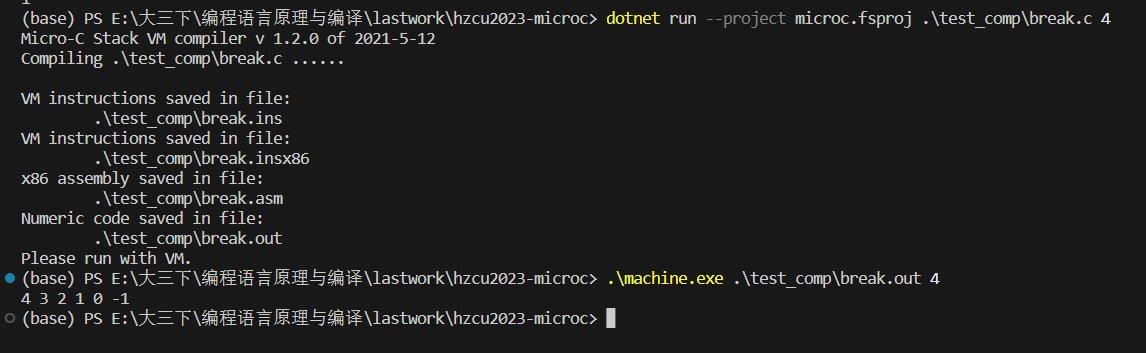 (base) PS E:\大三下\编程语言原理与编译\lastwork\hzcu2023-microc> dotnet run --project microc.fsproj .\test_comp\break.c 4
Micro-C Stack VM compiler v 1.2.0 of 2021-5-12
Compiling .\test_comp\break.c ......
VM instructions saved in file:
.\test_comp\break.ins
VM instructions saved in file:
.\test_comp\break.insx86
x86 assembly saved in file:
.\test_comp\break.asm
Numeric code saved in file:
.\test_comp\break.out
Please run with VM.
(base) PS E:\大三下\编程语言原理与编译\lastwork\hzcu2023-microc> .\machine.exe .\test_comp\break.out 4
4 3 2 1 0 -1
(base) PS E:\大三下\编程语言原理与编译\lastwork\hzcu2023-microc>